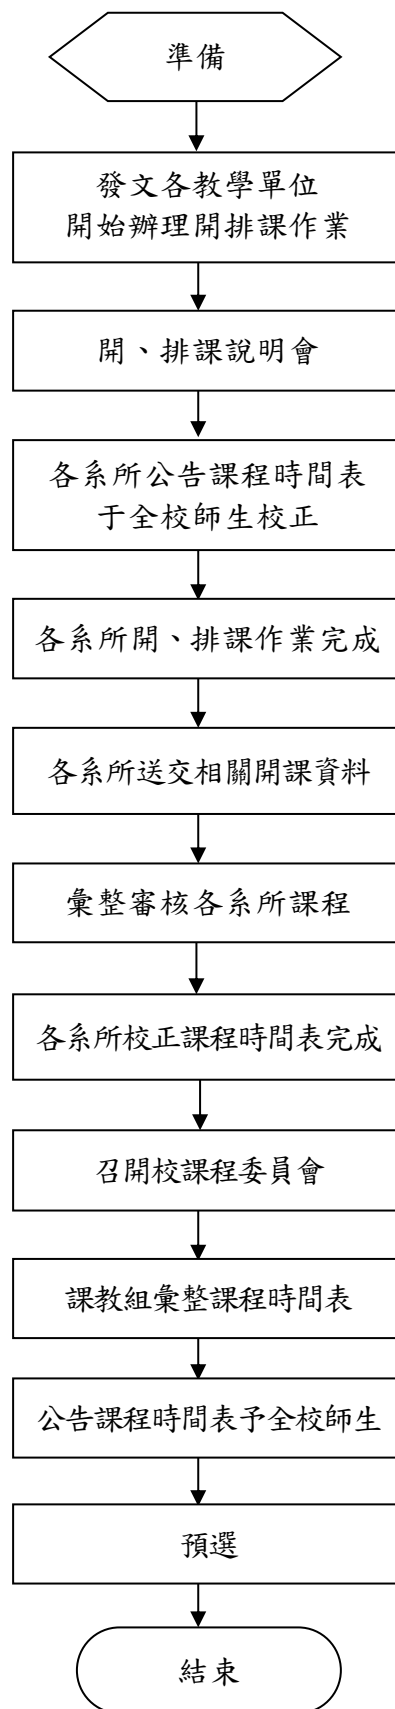 準備
發文各教學單位
開始辦理開排課作業
開、排課說明會
各系所公告課程時間表
于全校師生校正
各系所開、排課作業完成
各系所送交相關開課資料
彙整審核各系所課程
各系所校正課程時間表完成
召開校課程委員會
課教組彙整課程時間表
公告課程時間表予全校師生
預選
結束